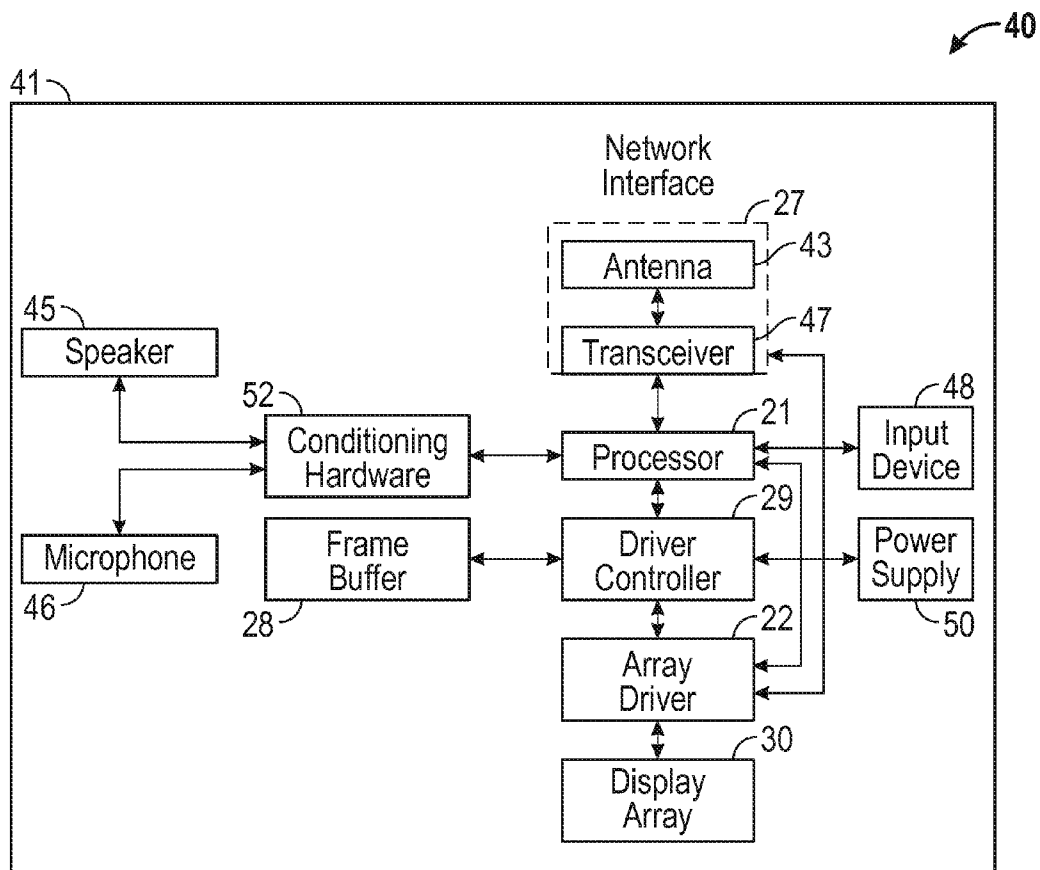 40
41
Network
Interface
27
Antenna
43
45
Speaker
47
Transceiver
52
Conditioning
Hardware
21
Processor
48
Input
Device
Microphone
46
Frame
Buffer
28
29
Driver
Controller
Power
Supply
50
22
Array
Driver
30
Display
Array